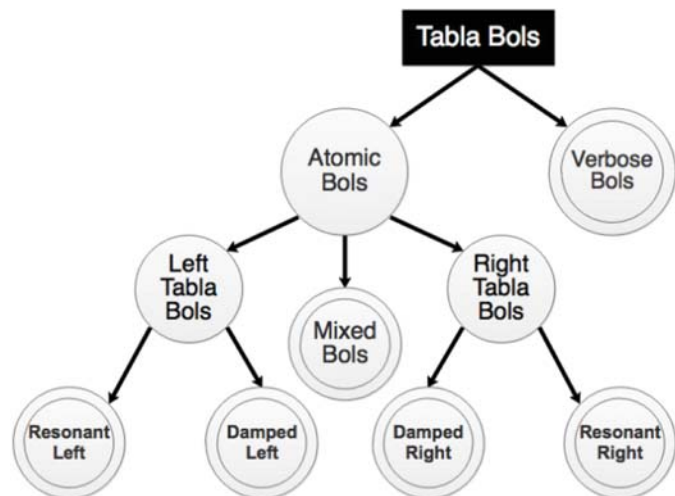 Tabla Bols
Atomic
Bols
Verbose
Bols
Left
Tabla
Bols
Mixed
Bols
Right
Tabla
Bols
Resonant
Left
Damped
Left
Damped
Right
Resonant
Right